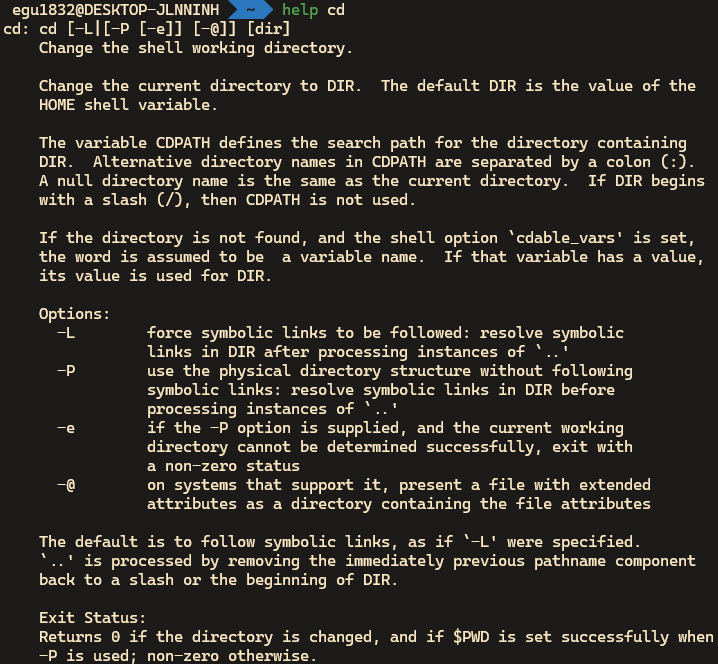 egu1832@DESKTOP-JLNNINH ~ help cd
cd: cd [-L|[-P [-e]] [-@]] [dir]
    Change the shell working directory.

    Change the current directory to DIR.  The default DIR is the value of the
    HOME shell variable.

    The variable CDPATH defines the search path for the directory containing
    DIR.  Alternative directory names in CDPATH are separated by a colon (:).
    A null directory name is the same as the current directory.  If DIR begins
    with a slash (/), then CDPATH is not used.

    If the directory is not found, and the shell option `cdable_vars' is set,
    the word is assumed to be  a variable name.  If that variable has a value,
    its value is used for DIR.

    Options:
      -L        force symbolic links to be followed: resolve symbolic
                links in DIR after processing instances of `..'
      -P        use the physical directory structure without following
                symbolic links: resolve symbolic links in DIR before
                processing instances of `..'
      -e        if the -P option is supplied, and the current working
                directory cannot be determined successfully, exit with
                a non-zero status
      -@        on systems that support it, present a file with extended
                attributes as a directory containing the file attributes

    The default is to follow symbolic links, as if `-L' were specified.
    `..' is processed by removing the immediately previous pathname component
    back to a slash or the beginning of DIR.

    Exit Status:
    Returns 0 if the directory is changed, and if $PWD is set successfully when
    -P is used; non-zero otherwise.